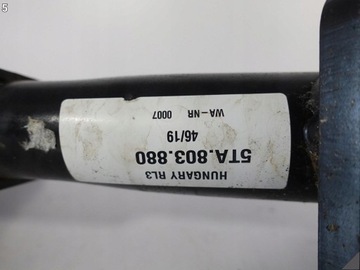 HUNGARY RL3
5TA.803.880
46/19
WA-NR 0007
5